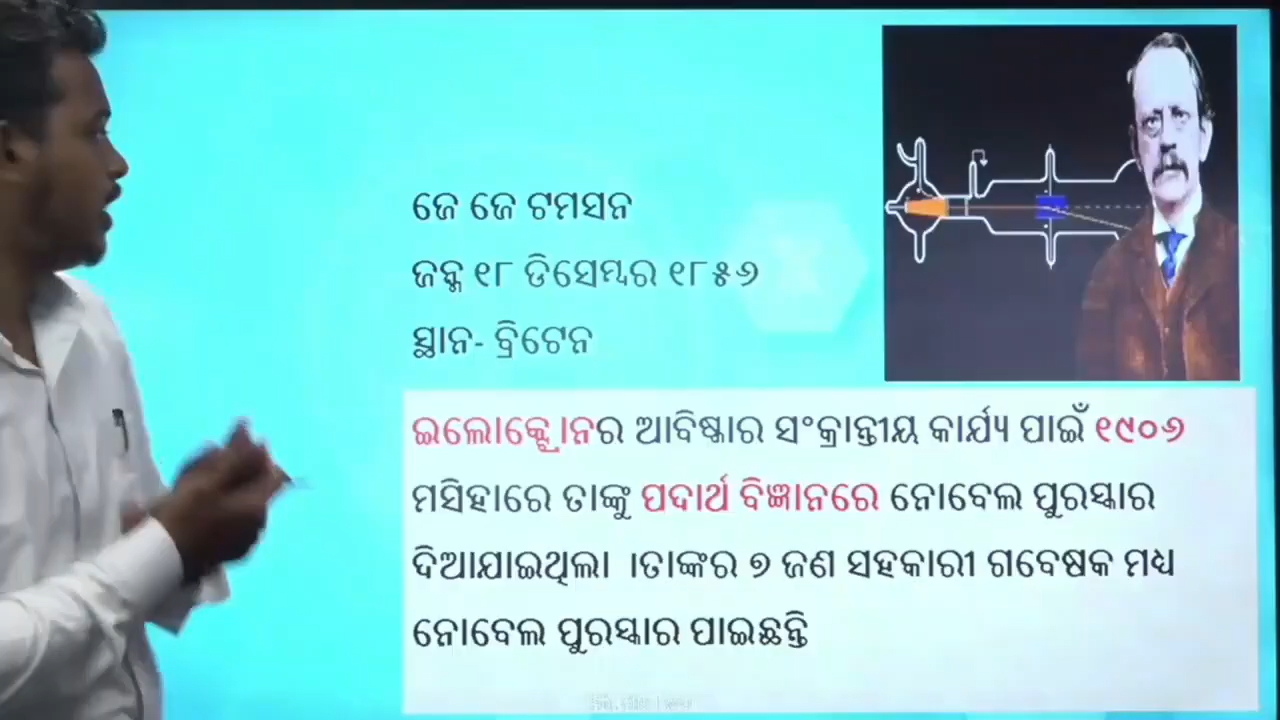 ଜେ ଜେ ଟମସନ
ଜନ୍ମ ୧୮ ଡିସେମ୍ବର ୧୮୫୬
ସ୍ଥାନ- ବ୍ରିଟେନ
ଇଲୋକ୍ଟ୍ରୋନର ଆବିଷ୍କାର ସଂକ୍ରାନ୍ତୀୟ କାର୍ଯ୍ୟ ପାଇଁ ୧୯୦୬
ମସିହାରେ ତାଙ୍କୁ ପଦାର୍ଥ ବିଜ୍ଞାନରେ ନୋବେଲ ପୁରସ୍କାର
ଦିଆଯାଇଥିଲା ।ତାଙ୍କର ୭ ଜଣ ସହକାରୀ ଗବେଷକ ମଧ୍ୟ
ନୋବେଲ ପୁରସ୍କାର ପାଇଛନ୍ତି